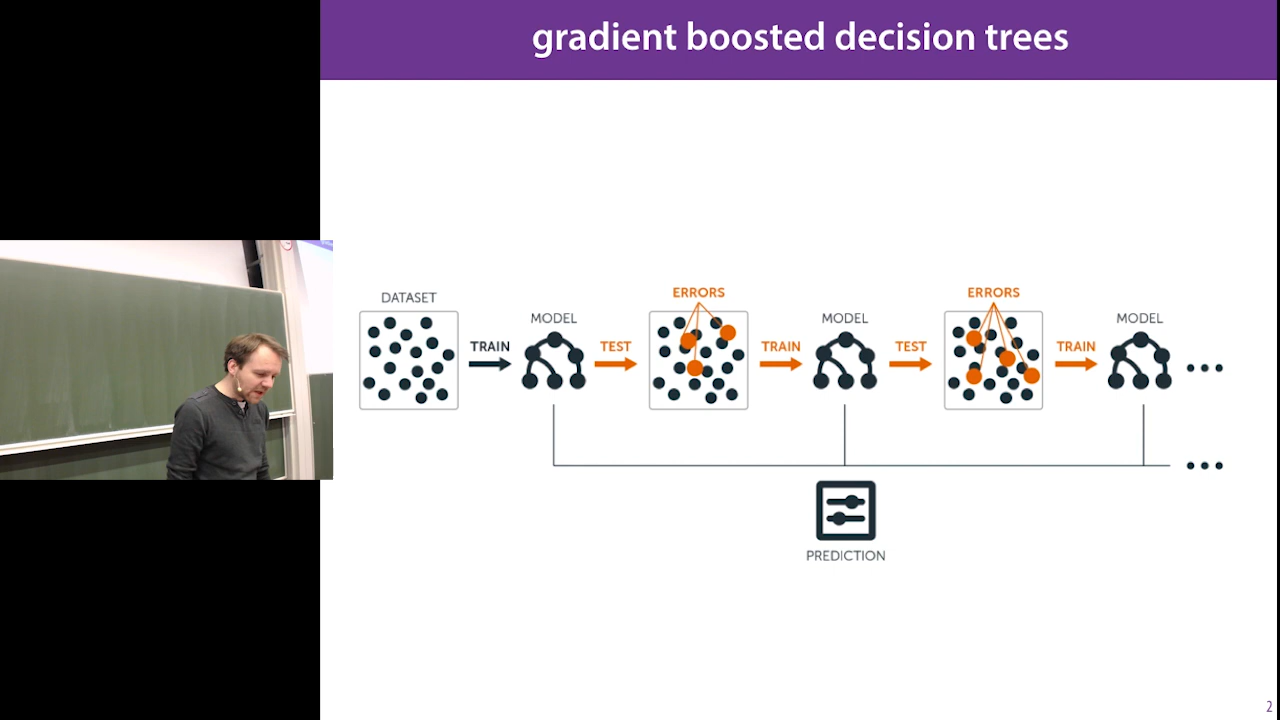 gradient boosted decision trees
DATASET
TRAIN
MODEL
TEST
ERRORS
TRAIN
MODEL
TEST
ERRORS
TRAIN
MODEL
PREDICTION
2